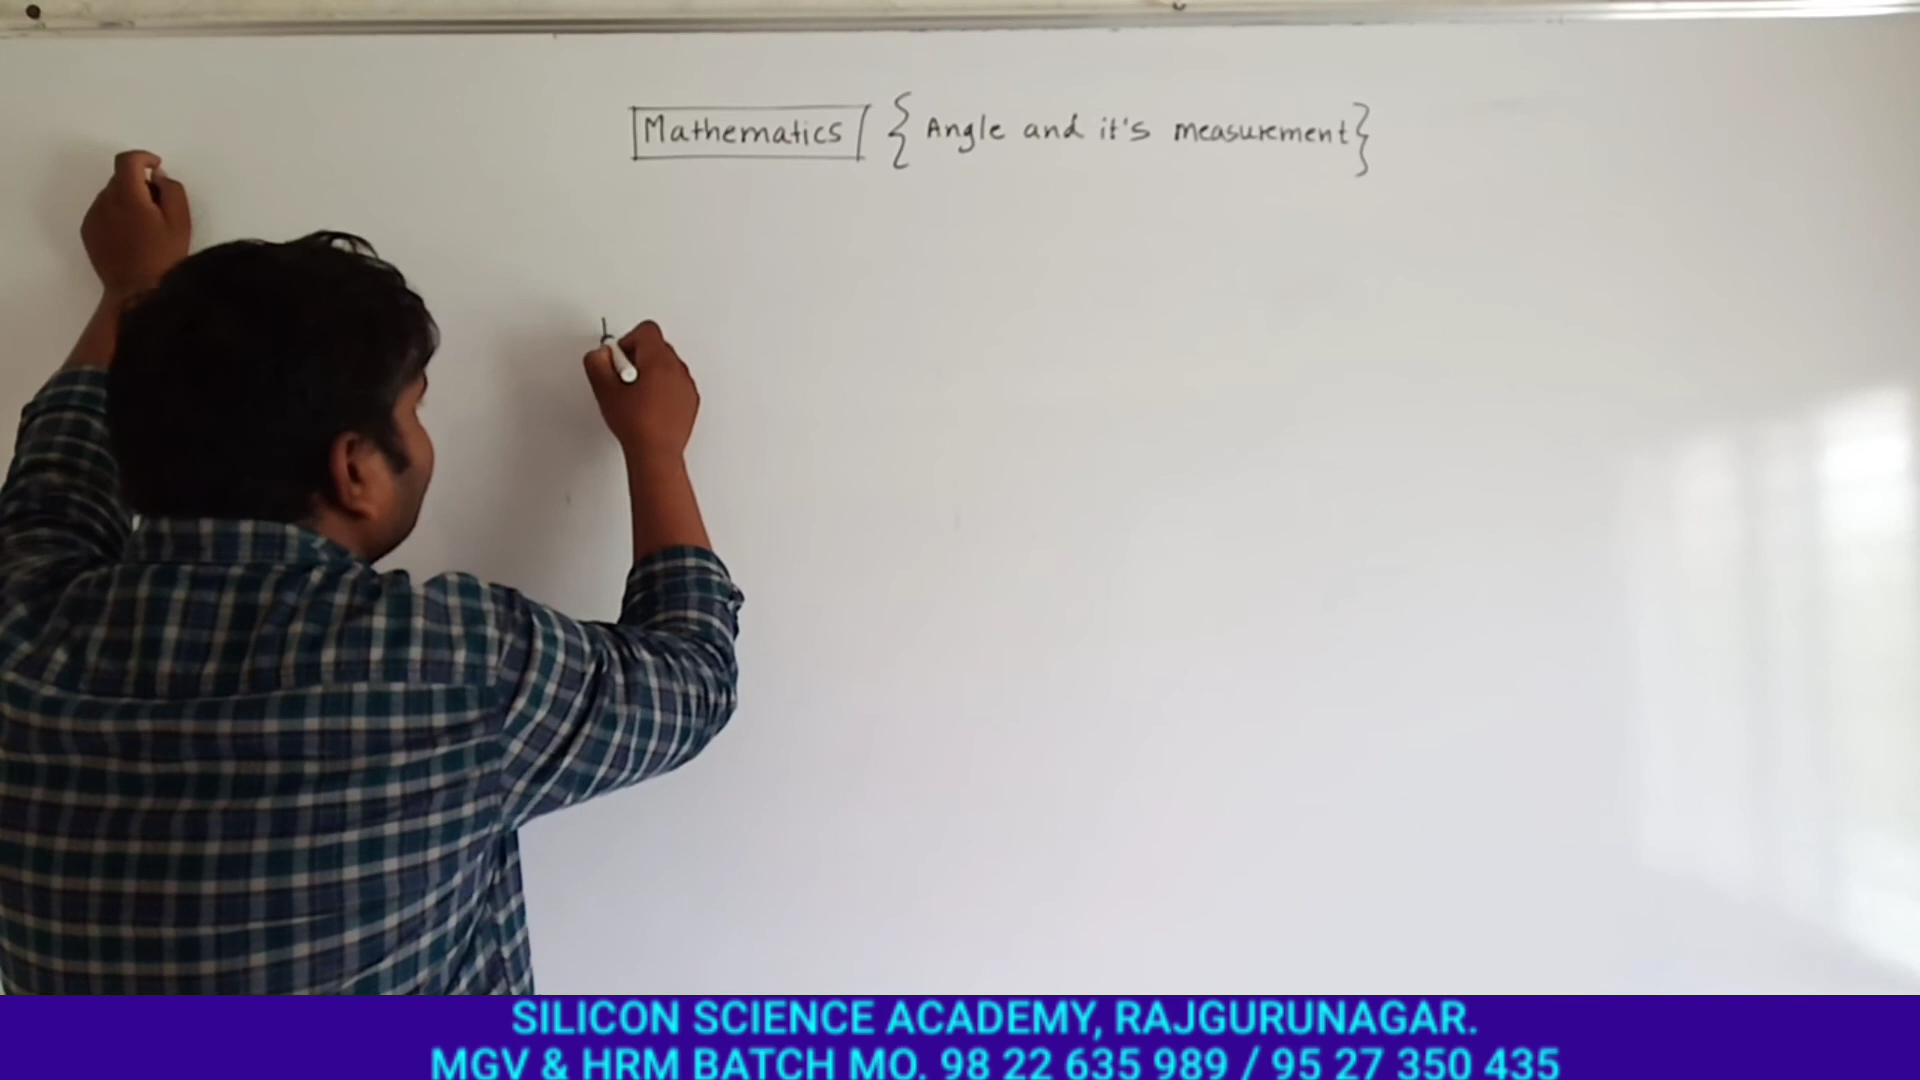 Mathematics { Angle and it's measurement }
SILICON SCIENCE ACADEMY, RAJGURUNAGAR.
MGV & HRM BATCH MO. 98 22 635 989 / 95 27 350 435